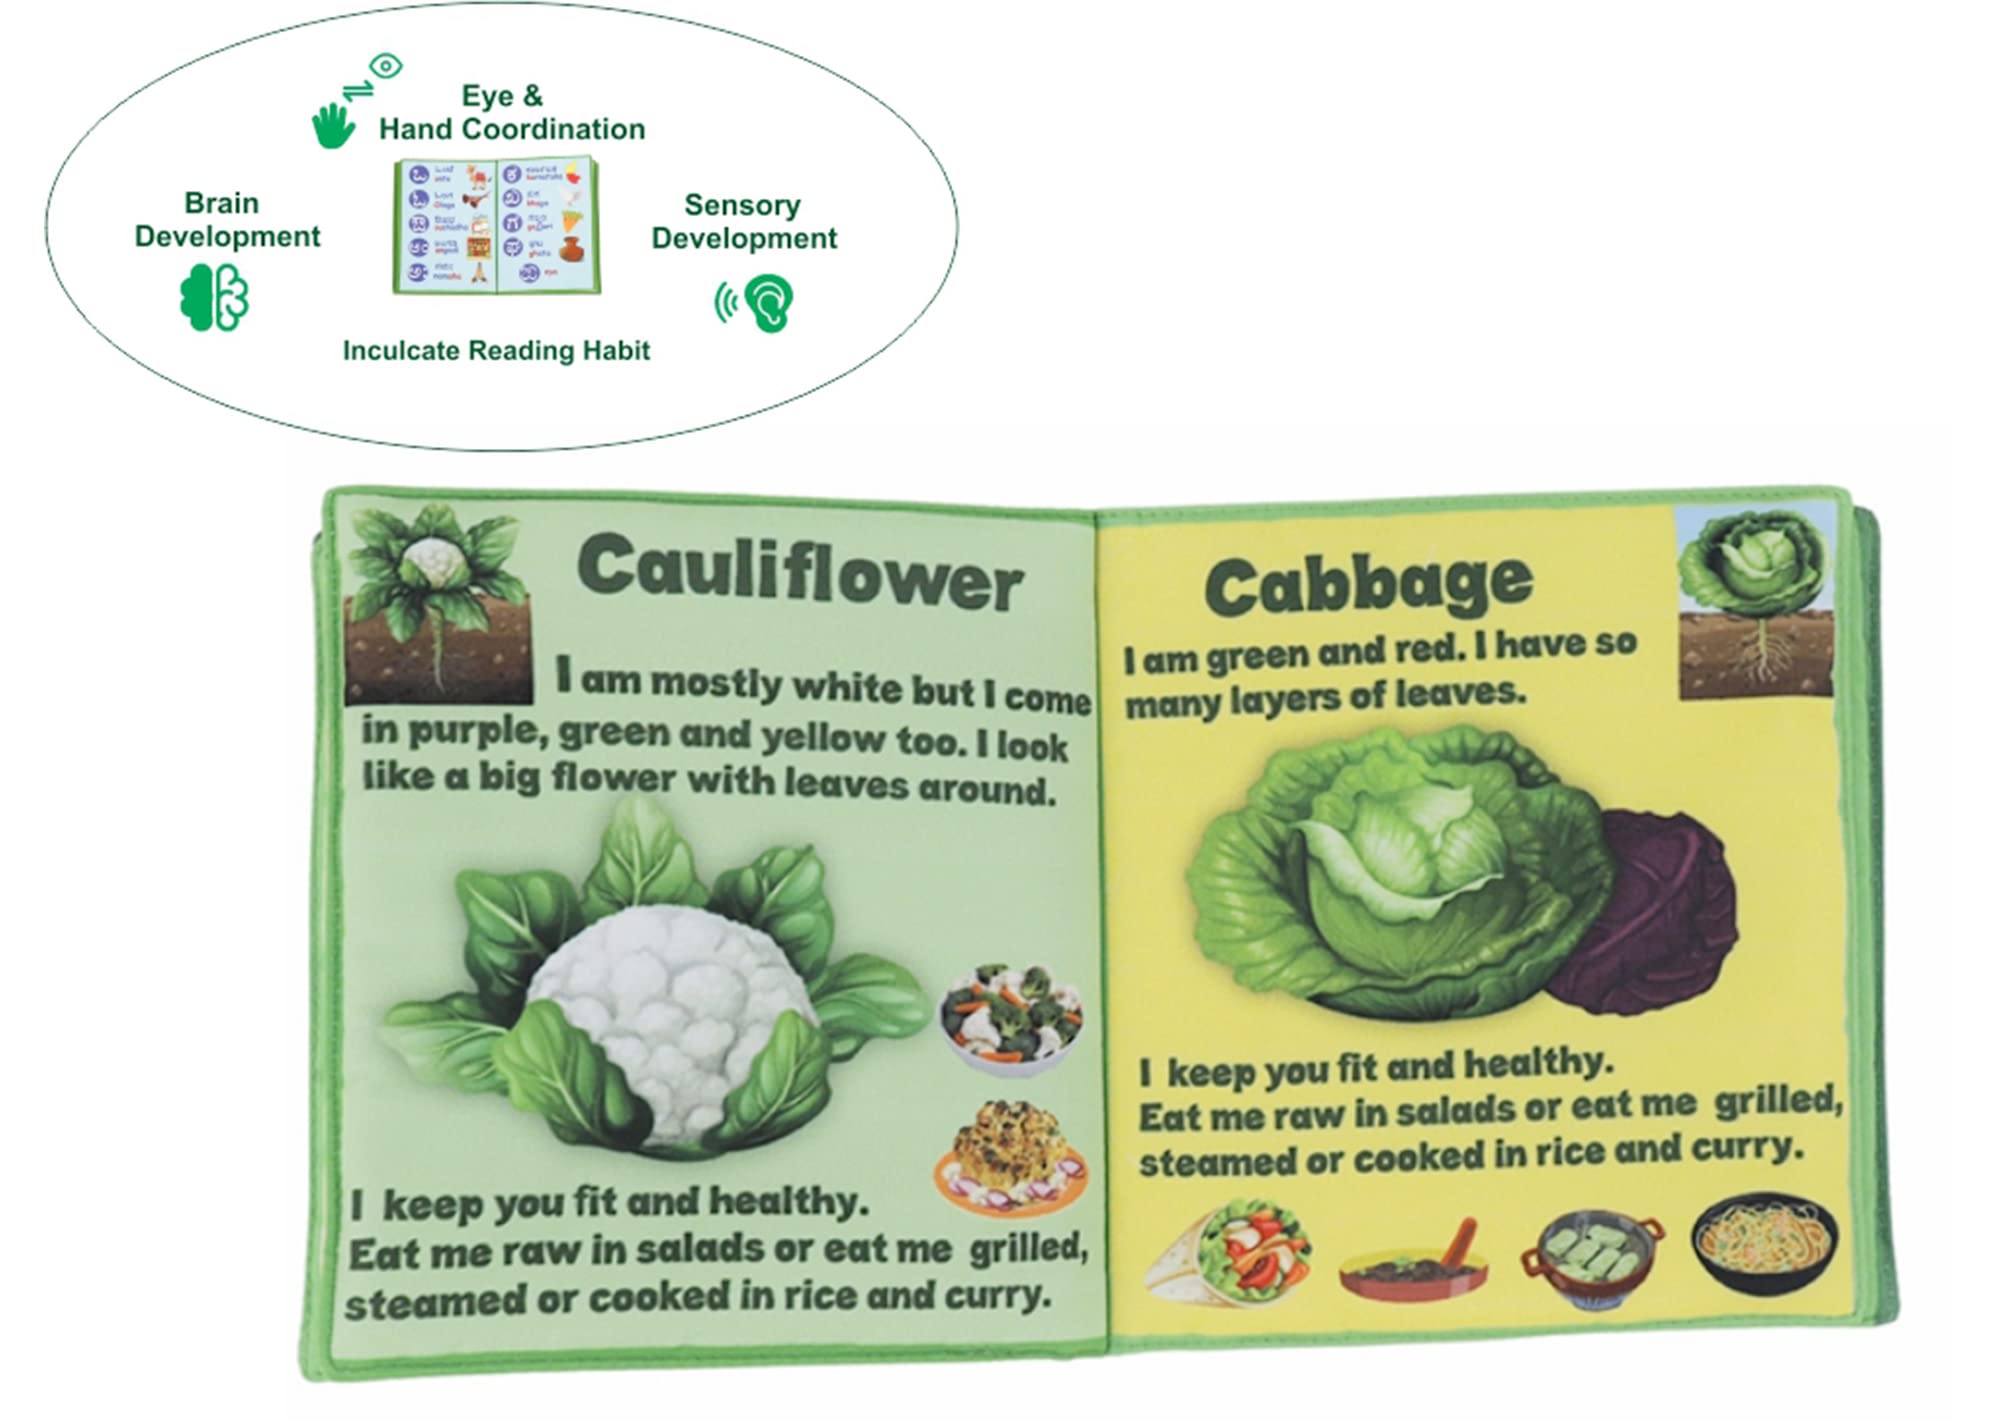 Eye &
Hand Coordination
Brain
Development
Sensory
Development
Inculcate Reading Habit
Cauliflower
I am mostly white but I come
in purple, green and yellow too. I look
like a big flower with leaves around.
I keep you fit and healthy.
Eat me raw in salads or eat me grilled,
steamed or cooked in rice and curry.
Cabbage
I am green and red. I have so
many layers of leaves.
I keep you fit and healthy.
Eat me raw in salads or eat me grilled,
steamed or cooked in rice and curry.